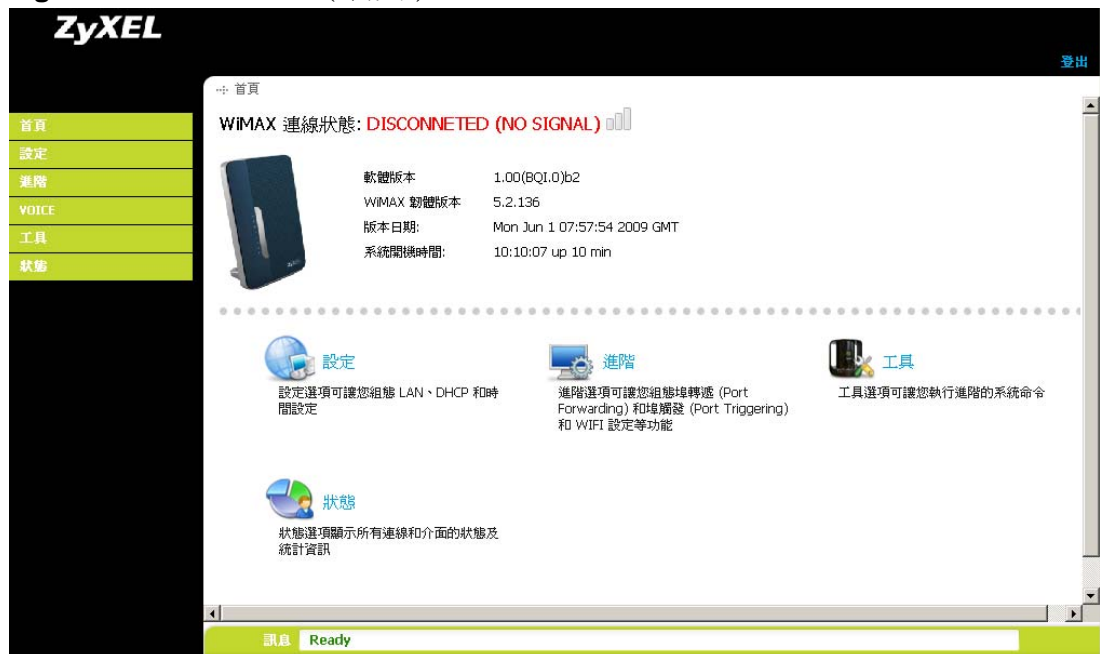 ZyXEL
登出
首頁
首頁
設定
進階
VOICE
工具
狀態
WiMAX 連線狀態: DISCONNETED (NO SIGNAL)
軟體版本 1.00(BQI.0)b2
WiMAX 韌體版本 5.2.136
版本日期: Mon Jun 1 07:57:54 2009 GMT
系統開機時間: 10:10:07 up 10 min
設定
設定選項可讓您組態 LAN、DHCP 和時
間設定
進階
進階選項可讓您組態埠轉遞 (Port
Forwarding) 和埠觸發 (Port Triggering)
和 WIFI 設定等功能
工具
工具選項可讓您執行進階的系統命令
狀態
狀態選項顯示所有連線和介面的狀態及
統計資訊
訊息 Ready